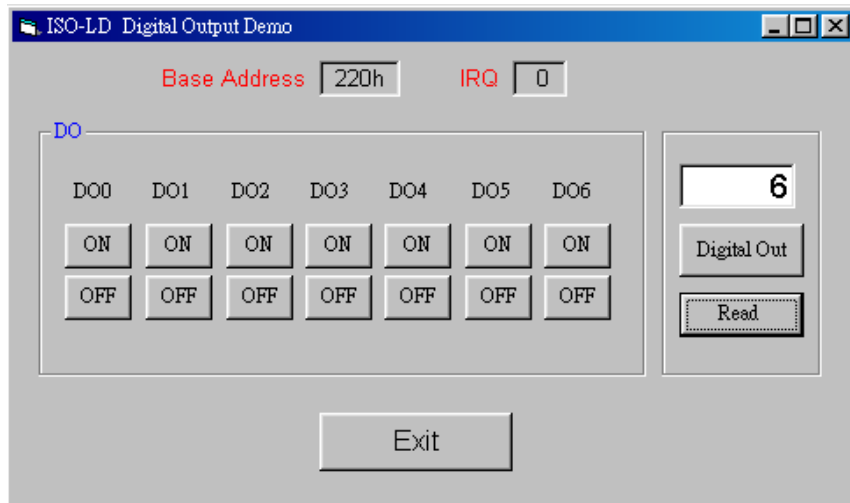 ISO-LD Digital Output Demo
Base Address 220h IRQ 0
DO
DO0 DO1 DO2 DO3 DO4 DO5 DO6
6
ON ON ON ON ON ON ON
Digital Out
OFF OFF OFF OFF OFF OFF OFF
Read
Exit